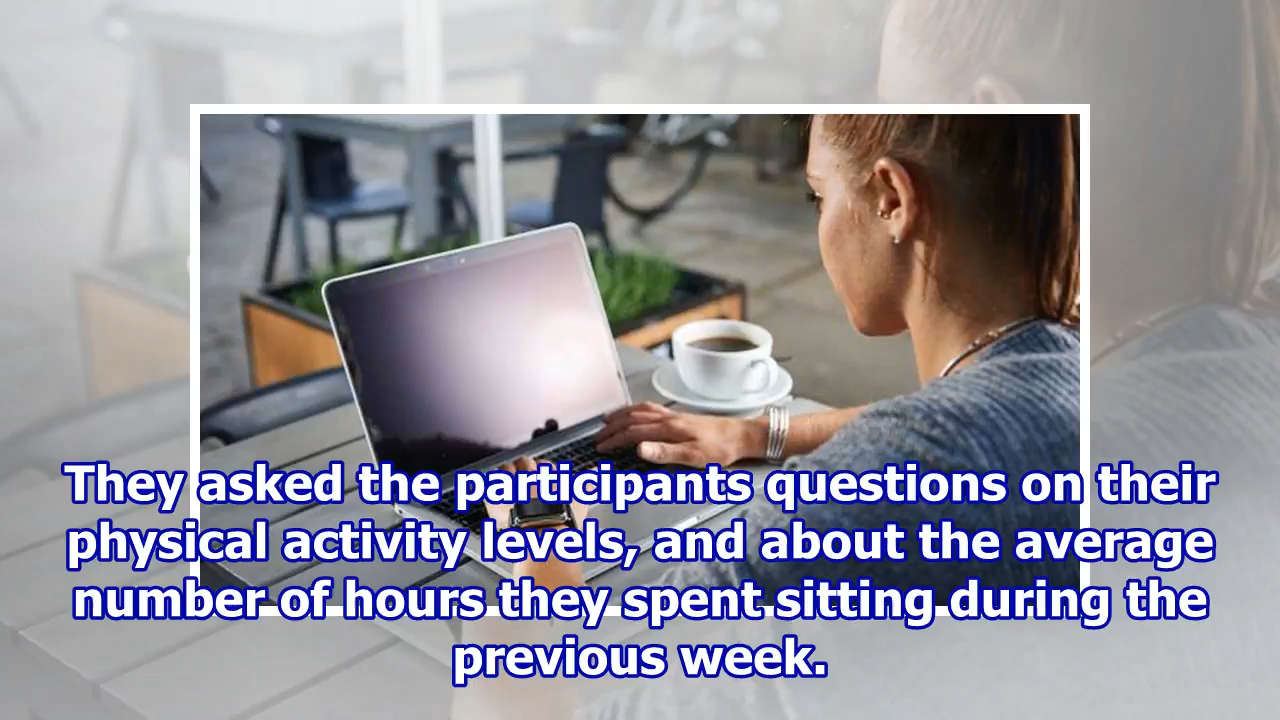 They asked the participants questions on their
physical activity levels, and about the average
number of hours they spent sitting during the
previous week.